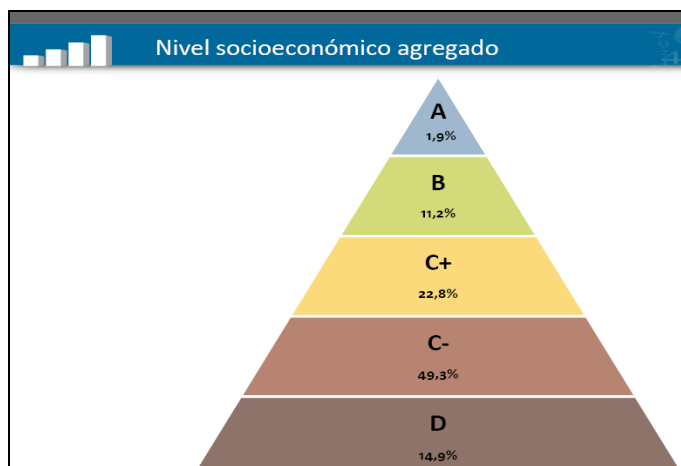 Nivel socioeconómico agregado
A
1,9%
B
11,2%
C+
22,8%
C-
49,3%
D
14,9%